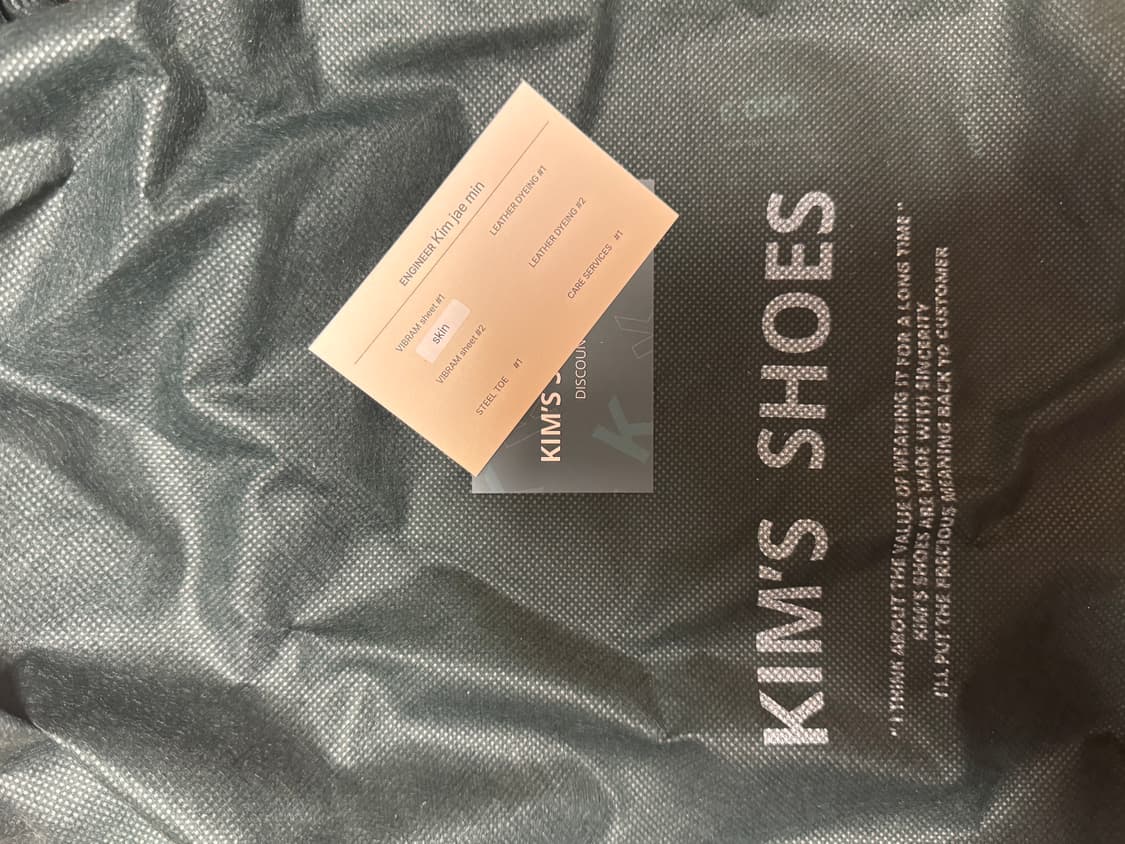 ENGINEER Kim jae min
VIBRAM sheet #1
skin
VIBRAM sheet #2
STEEL TOE #1
LEATHER DYEING #1
LEATHER DYEING #2
CARE SERVICES #1
KIM'S S
DISCOUN
K
KIM'S SHOES
"I THINK ABOUT THE VALUE OF WEARING IT FOR A LONG TIME"
KIM'S SHOES ARE MADE WITH SINCERITY
I'LL PUT THE PRECIOUS MEANING BACK TO CUSTOMER